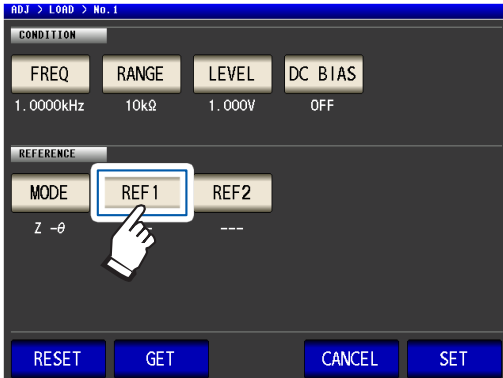 ADJ > LOAD > No.1
CONDITION
FREQ RANGE LEVEL DC BIAS
1.0000kHz 10kΩ 1.000V OFF
REFERENCE
MODE REF1 REF2
Z -θ ---
RESET GET CANCEL SET